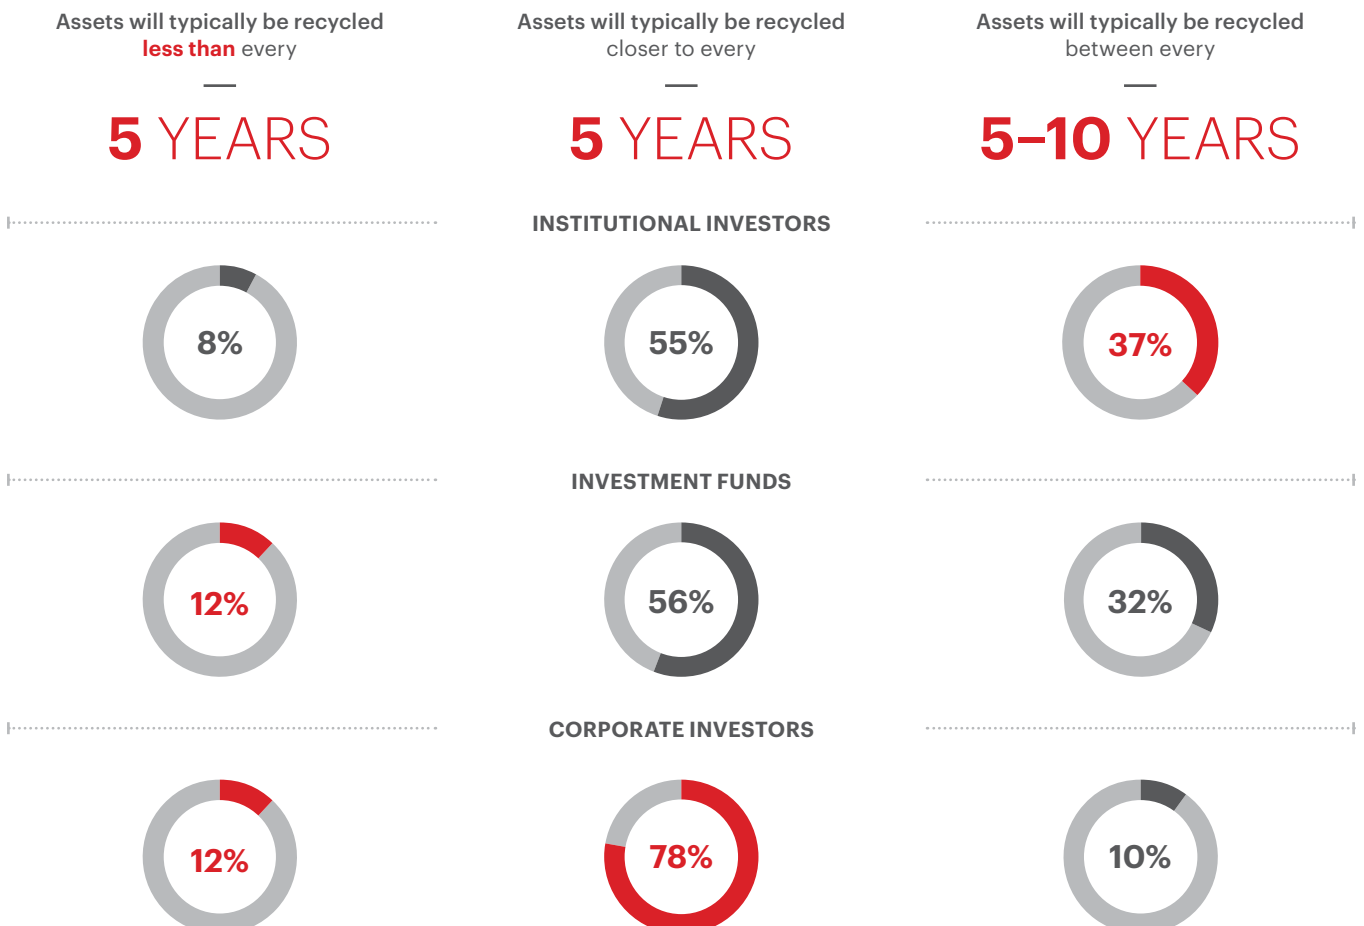 Assets will typically be recycled
less than every
5 YEARS
Assets will typically be recycled
closer to every
5 YEARS
Assets will typically be recycled
between every
5–10 YEARS
INSTITUTIONAL INVESTORS
8%
55%
37%
INVESTMENT FUNDS
12%
56%
32%
CORPORATE INVESTORS
12%
78%
10%